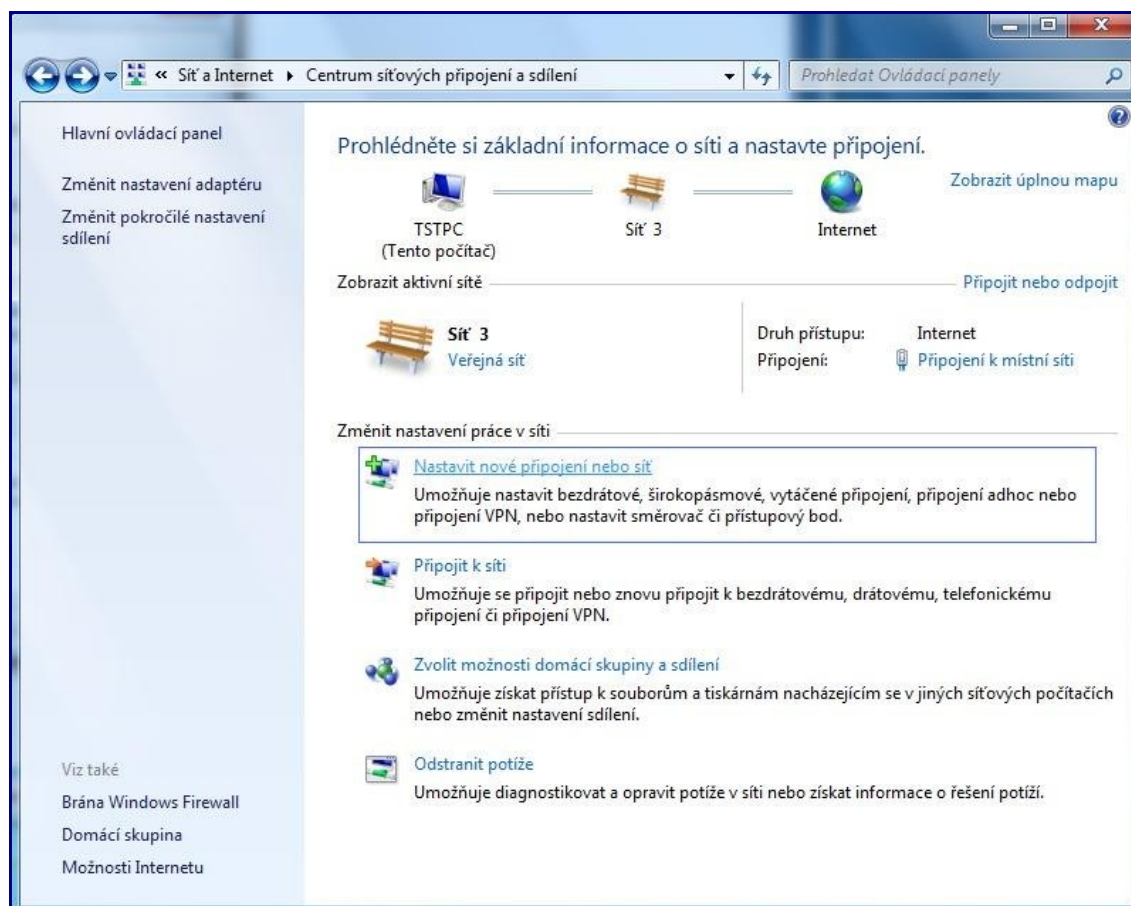 « Síť a Internet ▸ Centrum síťových připojení a sdílení
Prohledat Ovládací panely
Hlavní ovládací panel
Změnit nastavení adaptéru
Změnit pokročilé nastavení
sdílení
Prohlédněte si základní informace o síti a nastavte připojení.
Zobrazit úplnou mapu
TSTPC
(Tento počítač)
Síť 3
Internet
Zobrazit aktivní sítě
Připojit nebo odpojit
Síť 3
Veřejná síť
Druh přístupu: Internet
Připojení: Připojení k místní síti
Změnit nastavení práce v síti
Nastavit nové připojení nebo síť
Umožňuje nastavit bezdrátové, širokopásmové, vytáčené připojení, připojení adhoc nebo
připojení VPN, nebo nastavit směrovač či přístupový bod.
Připojit k síti
Umožňuje se připojit nebo znovu připojit k bezdrátovému, drátovému, telefonickému
připojení či připojení VPN.
Zvolit možnosti domácí skupiny a sdílení
Umožňuje získat přístup k souborům a tiskárnám nacházejícím se v jiných síťových počítačích
nebo změnit nastavení sdílení.
Odstranit potíže
Umožňuje diagnostikovat a opravit potíže v síti nebo získat informace o řešení potíží.
Viz také
Brána Windows Firewall
Domácí skupina
Možnosti Internetu